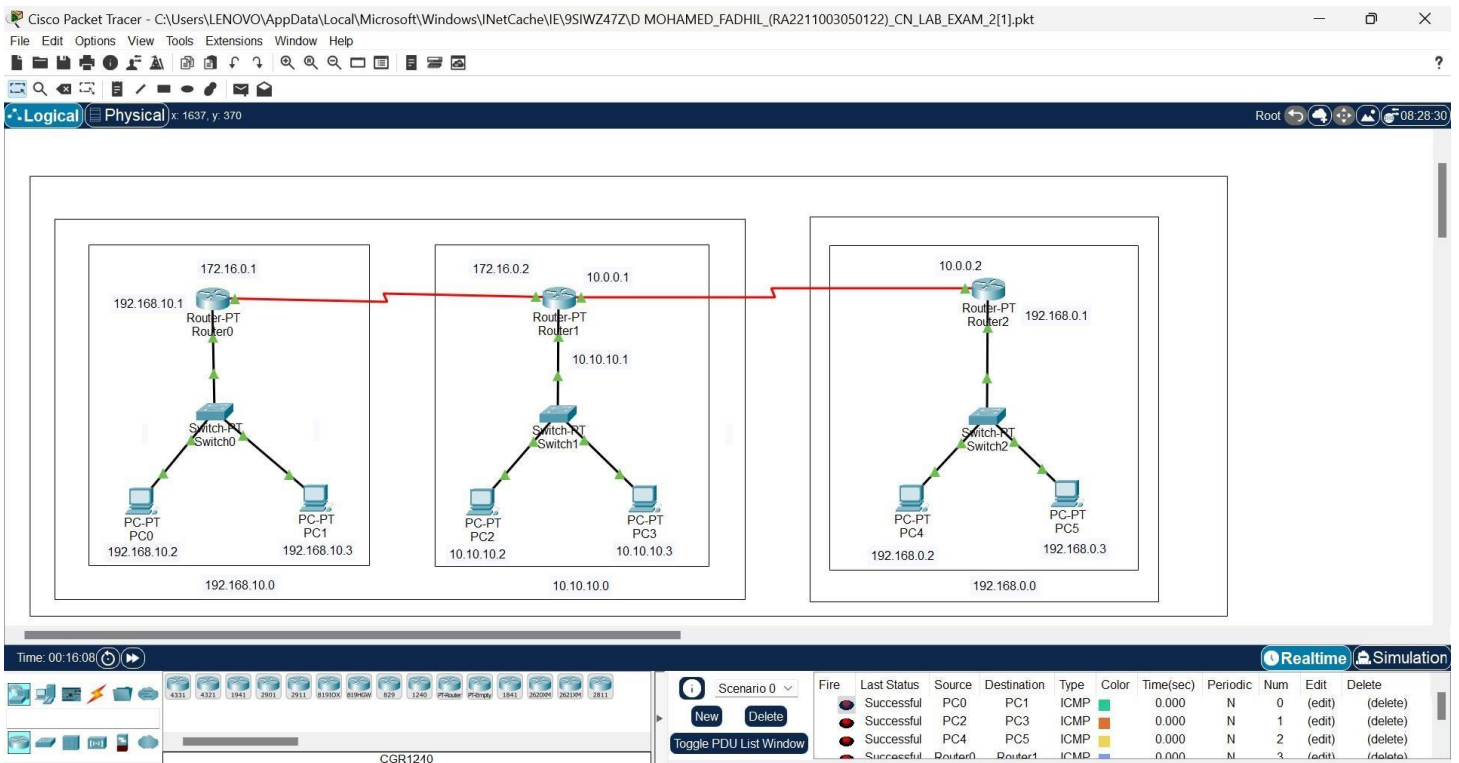 Cisco Packet Tracer - C:\Users\LENOVO\AppData\Local\Microsoft\Windows\INetCache\IE\9SIWZ47Z\D MOHAMED_FADHIL_(RA2211003050122)_CN_LAB_EXAM_2[1].pkt
File Edit Options View Tools Extensions Window Help
?
Logical Physical x: 1637, y: 370 Root 08:28:30
172.16.0.1 172.16.0.2 10.0.0.1 10.0.0.2
192.168.10.1
Router-PT Router-PT Router-PT
Router0 Router1 Router2 192.168.0.1
10.10.10.1
Switch-PT Switch-PT Switch-PT
Switch0 Switch1 Switch2
PC-PT PC-PT PC-PT PC-PT PC-PT PC-PT
PC0 PC1 PC2 PC3 PC4 PC5
192.168.10.2 192.168.10.3 10.10.10.2 10.10.10.3 192.168.0.2 192.168.0.3
192.168.10.0 10.10.10.0 192.168.0.0
Time: 00:16:08 Realtime Simulation
4331 4321 1941 2901 2911 819IOX 819HGW 829 1240 PT-Router PT-Empty 1841 2620XM 2621XM 2811
CGR1240
Scenario 0
New Delete
Toggle PDU List Window
Fire Last Status Source Destination Type Color Time(sec) Periodic Num Edit Delete
Successful PC0 PC1 ICMP 0.000 N 0 (edit) (delete)
Successful PC2 PC3 ICMP 0.000 N 1 (edit) (delete)
Successful PC4 PC5 ICMP 0.000 N 2 (edit) (delete)
Successful Router0 Router1 ICMP 0.000 N 3 (edit) (delete)